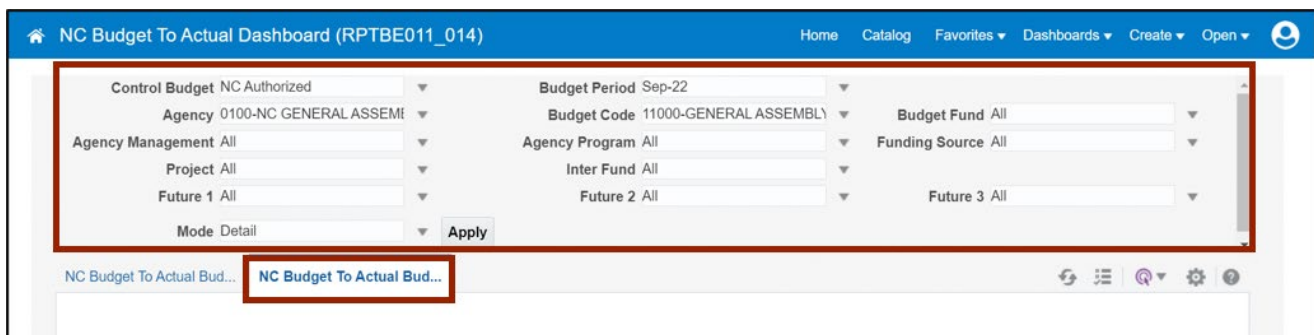 NC Budget To Actual Dashboard (RPTBE011_014) Home Catalog Favorites Dashboards Create Open
Control Budget NC Authorized Budget Period Sep-22
Agency 0100-NC GENERAL ASSEME Budget Code 11000-GENERAL ASSEMBLY Budget Fund All
Agency Management All Agency Program All Funding Source All
Project All Inter Fund All
Future 1 All Future 2 All Future 3 All
Mode Detail Apply
NC Budget To Actual Bud... NC Budget To Actual Bud...